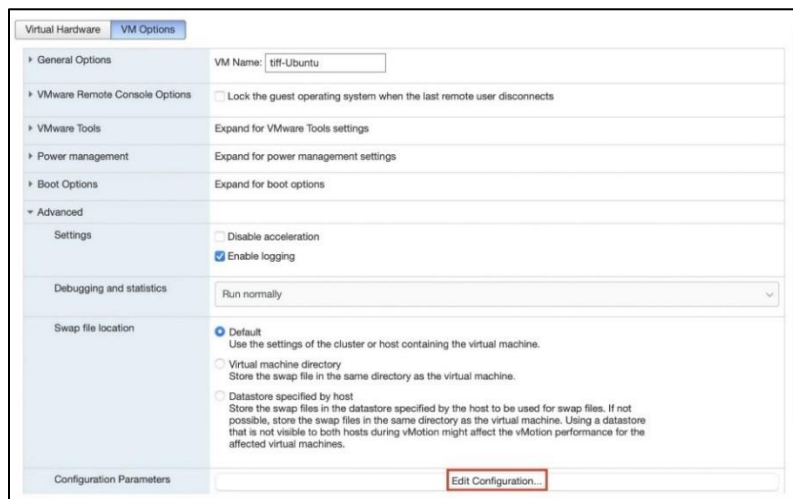 Virtual Hardware VM Options
General Options VM Name: tiff-Ubuntu
VMware Remote Console Options Lock the guest operating system when the last remote user disconnects
VMware Tools Expand for VMware Tools settings
Power management Expand for power management settings
Boot Options Expand for boot options
Advanced
Settings Disable acceleration
Enable logging
Debugging and statistics Run normally
Swap file location Default
Use the settings of the cluster or host containing the virtual machine.
Virtual machine directory
Store the swap file in the same directory as the virtual machine.
Datastore specified by host
Store the swap files in the datastore specified by the host to be used for swap files. If not
possible, store the swap files in the same directory as the virtual machine. Using a datastore
that is not visible to both hosts during vMotion might affect the vMotion performance for the
affected virtual machines.
Configuration Parameters Edit Configuration...